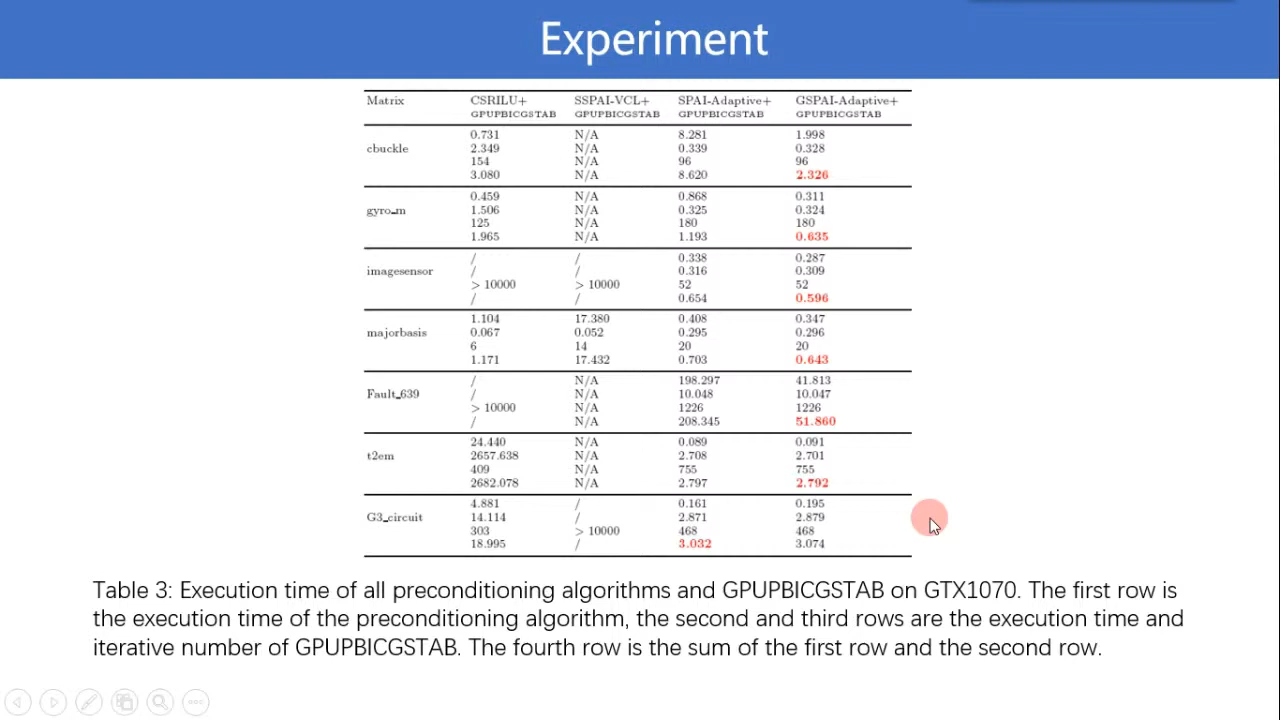 Experiment
Matrix CSRILU+ SSPAI-VCL+ SPAI-Adaptive+ GSPAI-Adaptive+
GPUPBICGSTAB GPUPBICGSTAB GPUPBICGSTAB GPUPBICGSTAB
0.731 N/A 8.281 1.998
cbuckle 2.349 N/A 0.339 0.328
154 N/A 96 96
3.080 N/A 8.620 2.326
0.459 N/A 0.868 0.311
gyro_m 1.506 N/A 0.325 0.324
125 N/A 180 180
1.965 N/A 1.193 0.635
/ / 0.338 0.287
imagesensor / / 0.316 0.309
> 10000 > 10000 52 52
/ / 0.654 0.596
1.104 17.380 0.408 0.347
majorbasis 0.067 0.052 0.295 0.296
6 14 20 20
1.171 17.432 0.703 0.643
/ N/A 198.297 41.813
Fault_639 / N/A 10.048 10.047
> 10000 N/A 1226 1226
/ N/A 208.345 51.860
24.440 N/A 0.089 0.091
t2em 2657.638 N/A 2.708 2.701
409 N/A 755 755
2682.078 N/A 2.797 2.792
4.881 / 0.161 0.195
G3_circuit 14.114 / 2.871 2.879
303 > 10000 468 468
18.995 / 3.032 3.074
Table 3: Execution time of all preconditioning algorithms and GPUPBICGSTAB on GTX1070. The first row is
the execution time of the preconditioning algorithm, the second and third rows are the execution time and
iterative number of GPUPBICGSTAB. The fourth row is the sum of the first row and the second row.